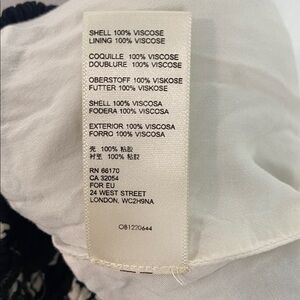 SHELL 100% VISCOSE
LINING 100% VISCOSE
COQUILLE 100% VISCOSE
DOUBLURE 100% VISCOSE
OBERSTOFF 100% VISKOSE
FUTTER 100% VISKOSE
SHELL 100% VISCOSA
FODERA 100% VISCOSA
EXTERIOR 100% VISCOSA
FORRO 100% VISCOSA
壳 100% 粘胶
衬里 100% 粘胶
RN 66170
CA 32054
FOR EU
24 WEST STREET
LONDON, WC2H9NA
OB1220644